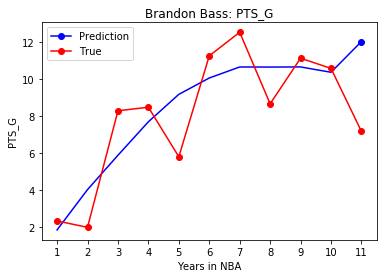 Brandon Bass: PTS_G
Prediction
True
12
10
8
6
4
2
PTS_G
1 2 3 4 5 6 7 8 9 10 11
Years in NBA